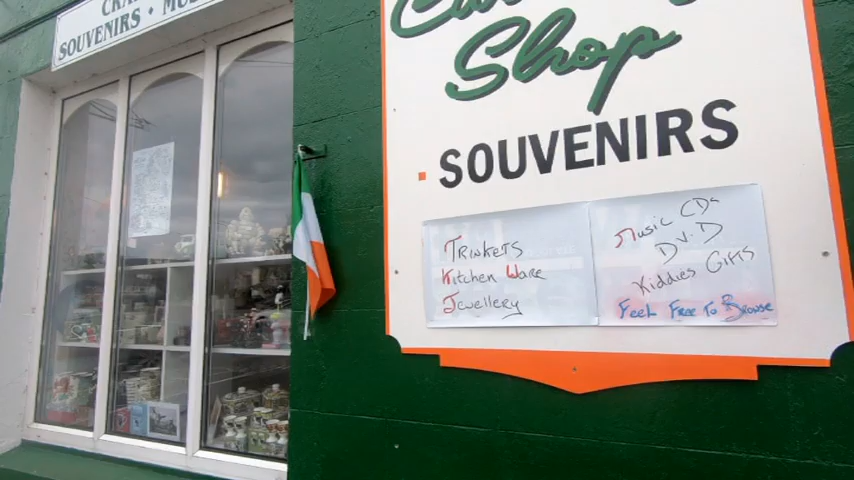 SOUVENIRS •
Shop
SOUVENIRS
Trinkets
Kitchen Ware
Jewellery
Music CDs
D.V.D
Kiddies Gifts
Feel Free To Browse